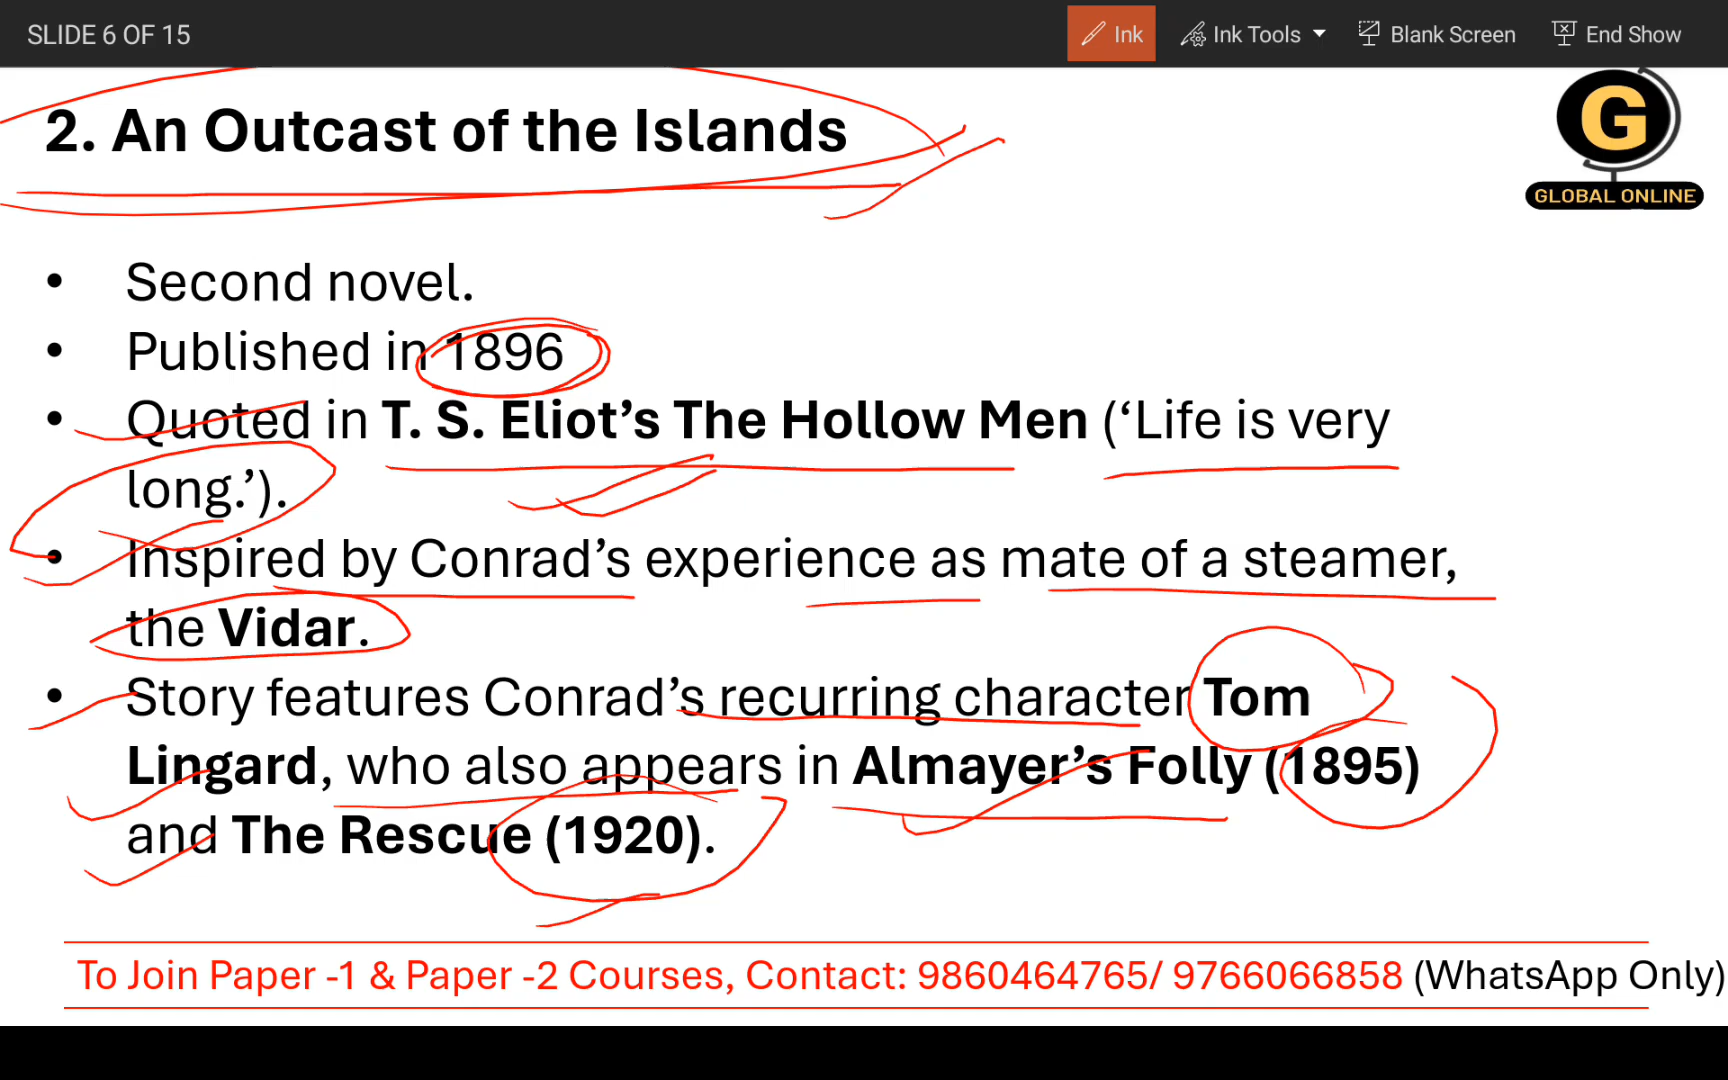 SLIDE 6 OF 15
Ink
Ink Tools
Blank Screen
End Show
2. An Outcast of the Islands
G
GLOBAL ONLINE
• Second novel.
• Published in 1896
• Quoted in T. S. Eliot’s The Hollow Men (‘Life is very
long.’).
• Inspired by Conrad’s experience as mate of a steamer,
the Vidar.
• Story features Conrad’s recurring character Tom
Lingard, who also appears in Almayer’s Folly (1895)
and The Rescue (1920).
To Join Paper -1 & Paper -2 Courses, Contact: 9860464765/ 9766066858 (WhatsApp Only)